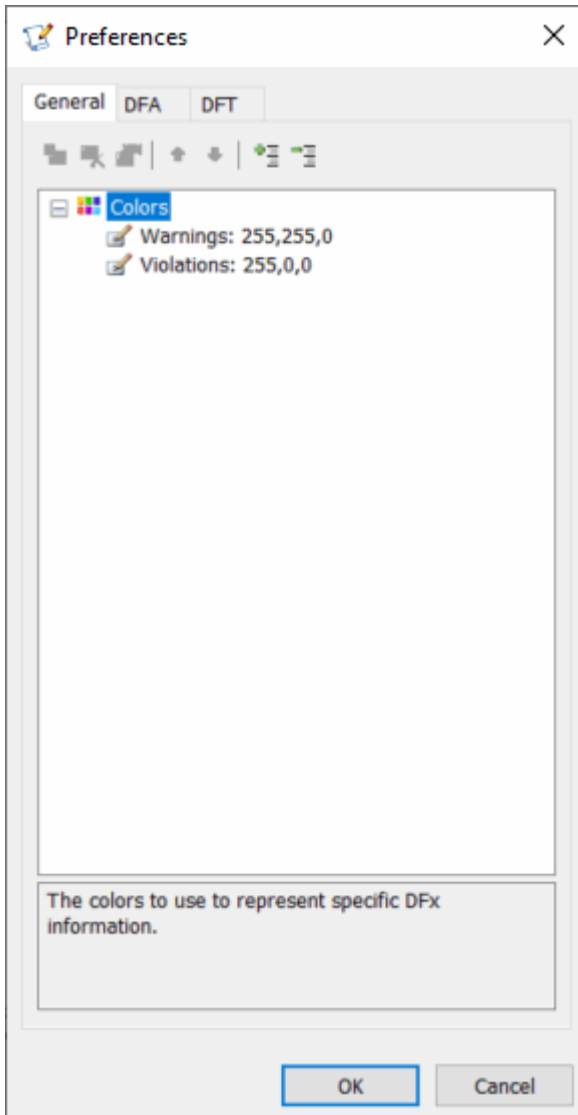 Preferences
General DFA DFT
Colors
Warnings: 255,255,0
Violations: 255,0,0
The colors to use to represent specific DFx
information.
OK Cancel